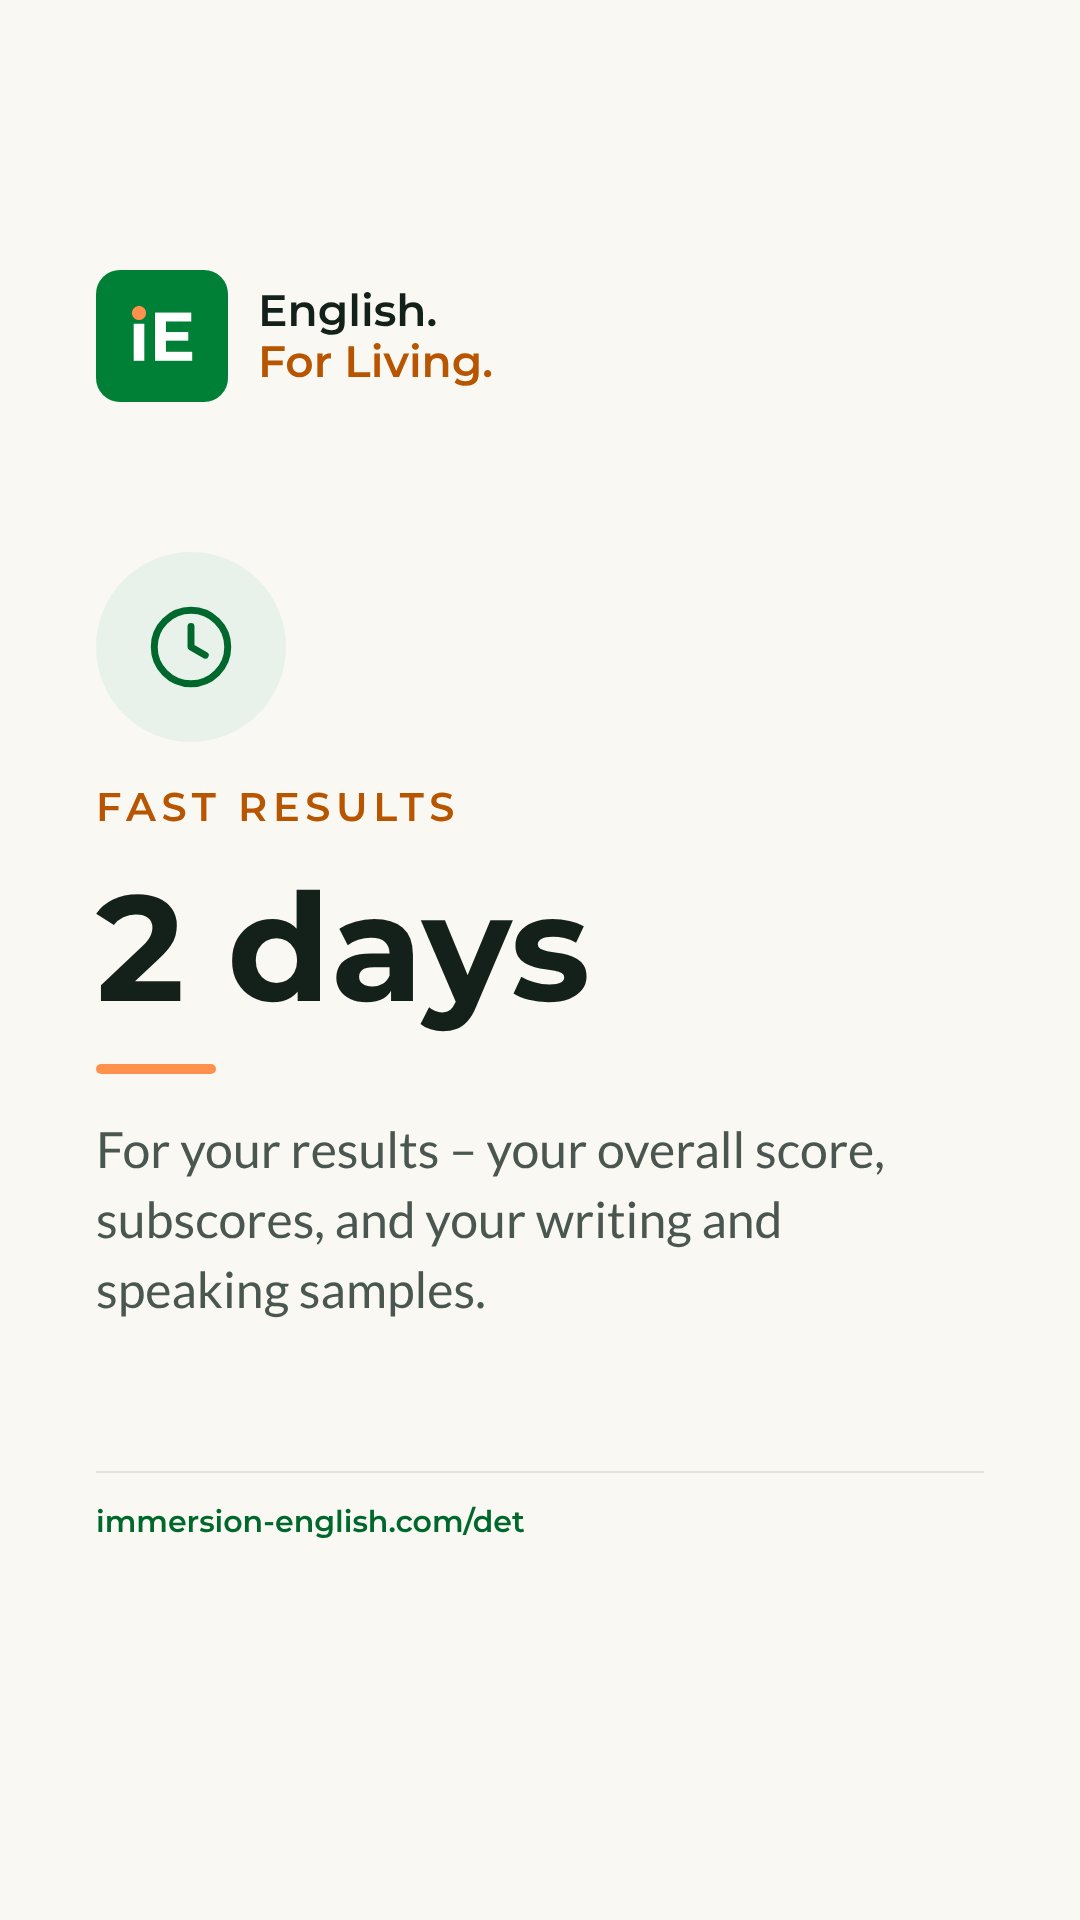 iE
English.
For Living.
FAST RESULTS
2 days
For your results – your overall score,
subscores, and your writing and
speaking samples.
immersion-english.com/det